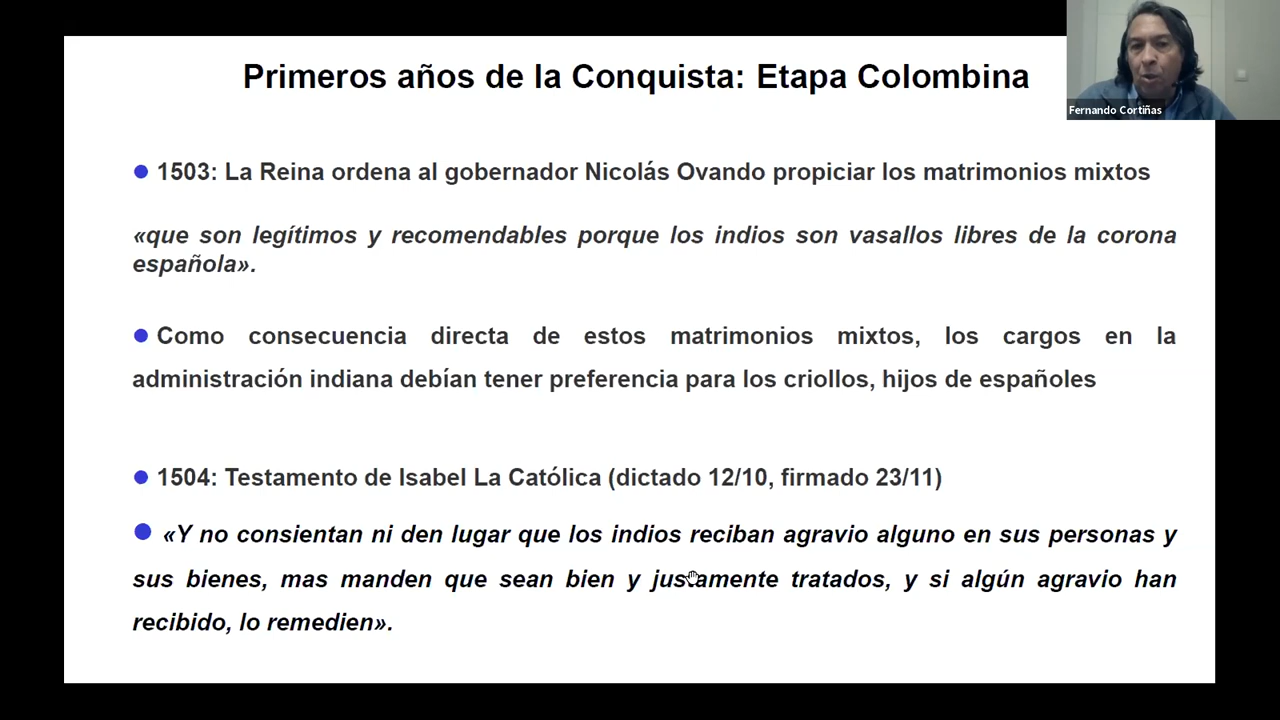 Primeros años de la Conquista: Etapa Colombina
Fernando Cortiñas
1503: La Reina ordena al gobernador Nicolás Ovando propiciar los matrimonios mixtos
«que son legítimos y recomendables porque los indios son vasallos libres de la corona
española».
Como consecuencia directa de estos matrimonios mixtos, los cargos en la
administración indiana debían tener preferencia para los criollos, hijos de españoles
1504: Testamento de Isabel La Católica (dictado 12/10, firmado 23/11)
«Y no consientan ni den lugar que los indios reciban agravio alguno en sus personas y
sus bienes, mas manden que sean bien y justamente tratados, y si algún agravio han
recibido, lo remedien».